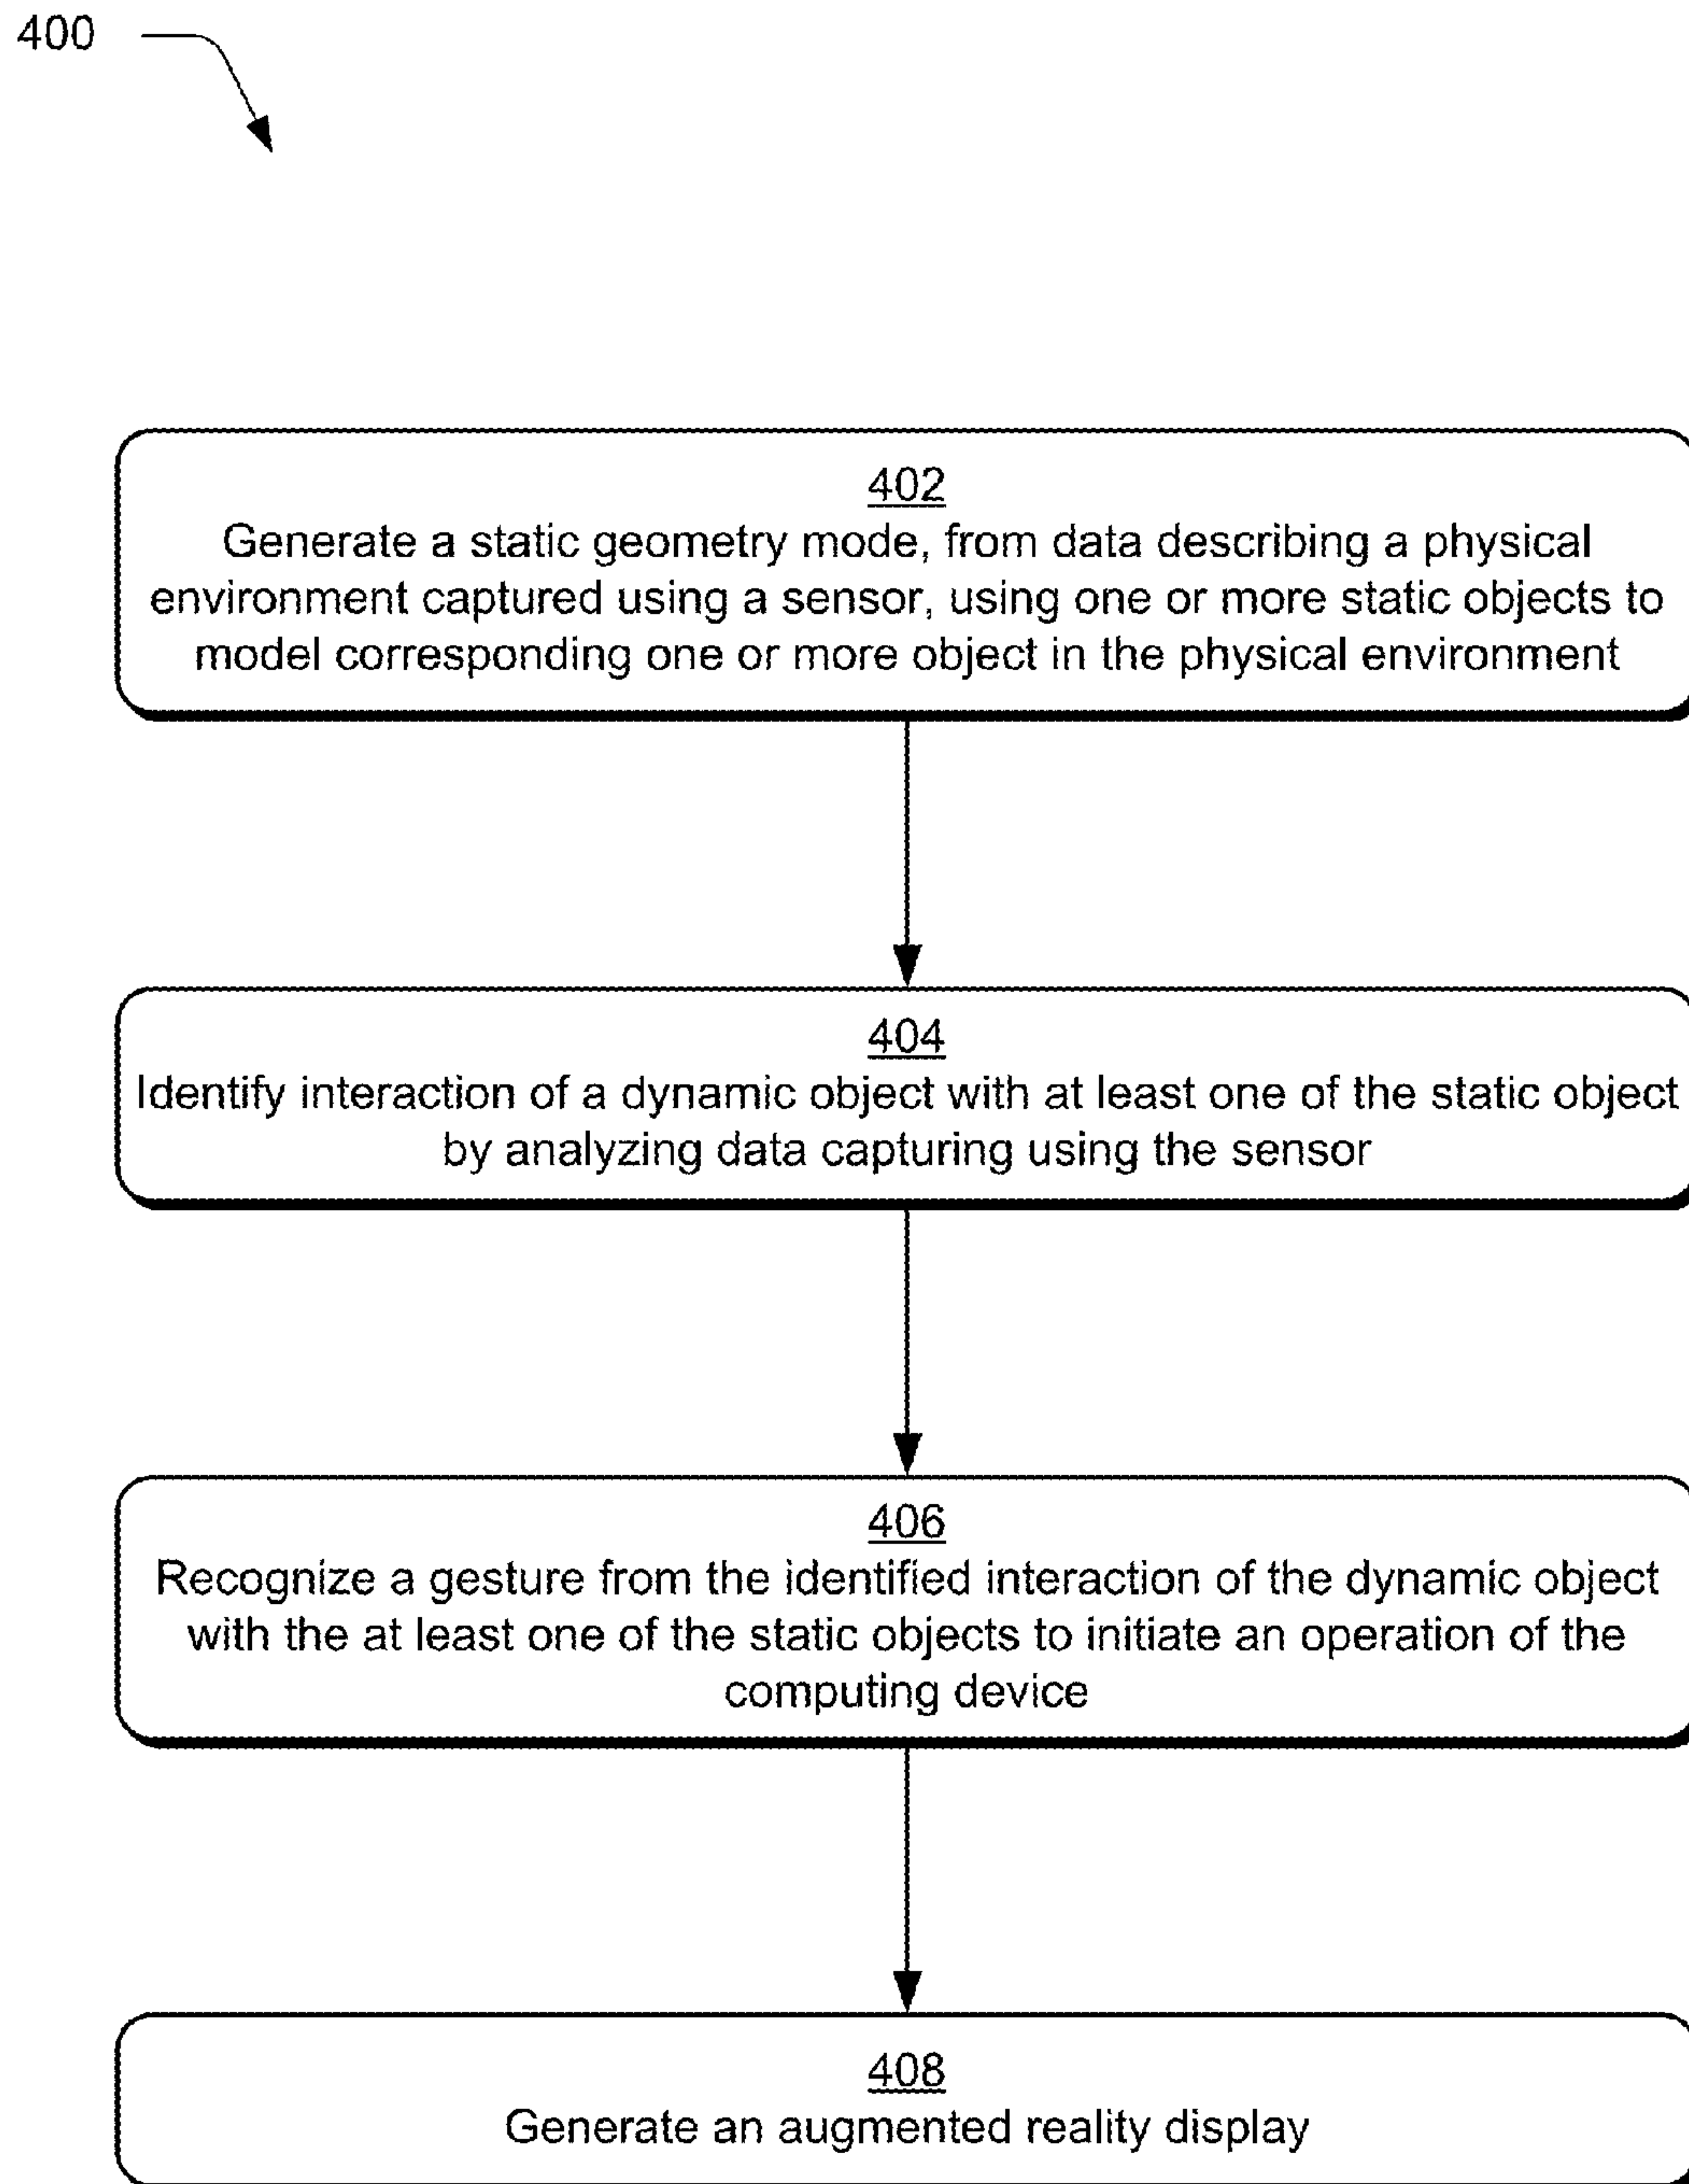 400
402
Generate a static geometry mode, from data describing a physical
environment captured using a sensor, using one or more static objects to
model corresponding one or more object in the physical environment
404
Identify interaction of a dynamic object with at least one of the static object
by analyzing data capturing using the sensor
406
Recognize a gesture from the identified interaction of the dynamic object
with the at least one of the static objects to initiate an operation of the
computing device
408
Generate an augmented reality display